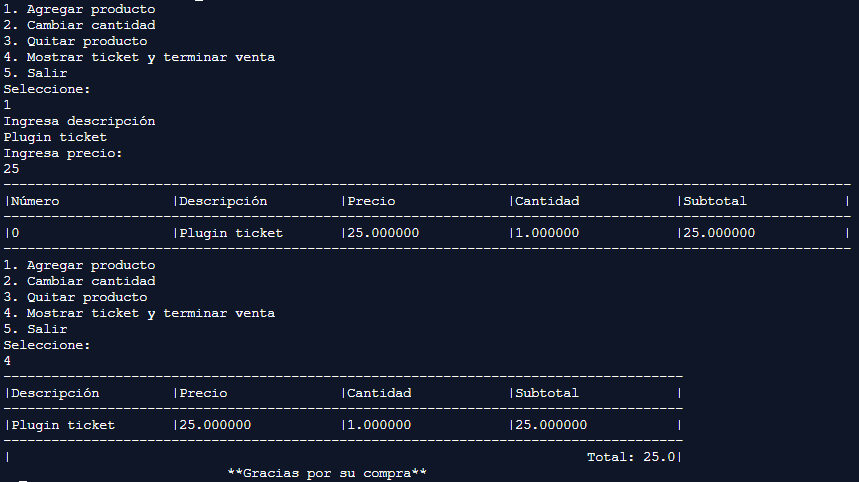 1. Agregar producto
2. Cambiar cantidad
3. Quitar producto
4. Mostrar ticket y terminar venta
5. Salir
Seleccione:
1
Ingresa descripción
Plugin ticket
Ingresa precio:
25
|Número |Descripción |Precio |Cantidad |Subtotal |
|0 |Plugin ticket |25.000000 |1.000000 |25.000000 |
1. Agregar producto
2. Cambiar cantidad
3. Quitar producto
4. Mostrar ticket y terminar venta
5. Salir
Seleccione:
4
|Descripción |Precio |Cantidad |Subtotal |
|Plugin ticket |25.000000 |1.000000 |25.000000 |
| Total: 25.0|
**Gracias por su compra**